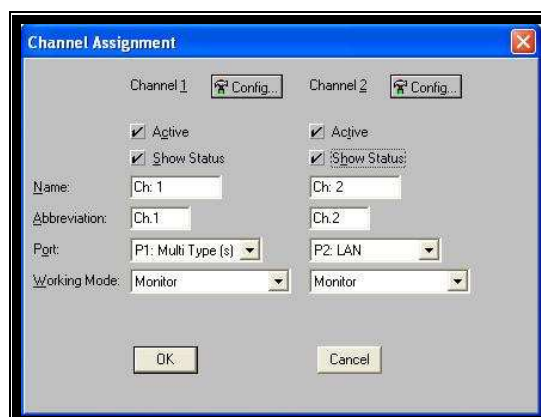 Channel Assignment
Channel 1 Config... Channel 2 Config...
Active Active
Show Status Show Status
Name: Ch: 1 Ch: 2
Abbreviation: Ch.1 Ch.2
Port: P1: Multi Type (s) P2: LAN
Working Mode: Monitor Monitor
OK Cancel